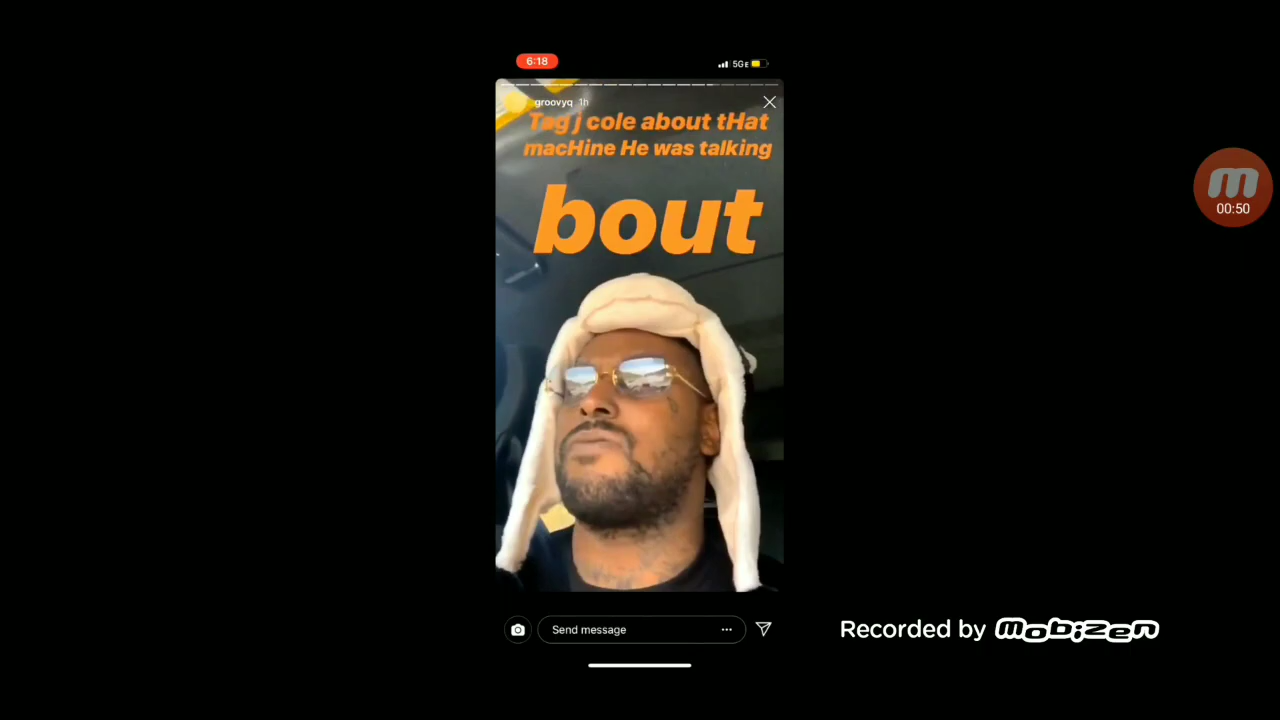 6:18
5GE
groovyq 1h
Tag j cole about tHat
macHine He was talking
bout
00:50
Send message
Recorded by mobizen